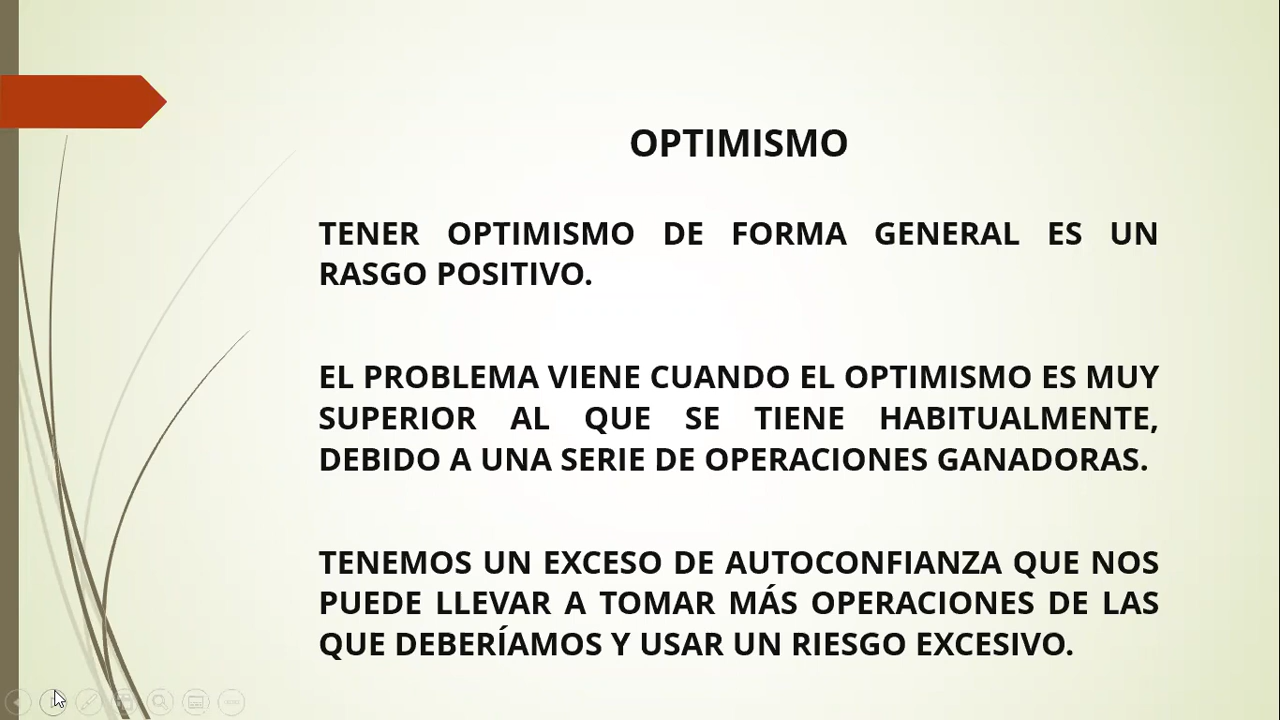 OPTIMISMO
TENER OPTIMISMO DE FORMA GENERAL ES UN
RASGO POSITIVO.
EL PROBLEMA VIENE CUANDO EL OPTIMISMO ES MUY
SUPERIOR AL QUE SE TIENE HABITUALMENTE,
DEBIDO A UNA SERIE DE OPERACIONES GANADORAS.
TENEMOS UN EXCESO DE AUTOCONFIANZA QUE NOS
PUEDE LLEVAR A TOMAR MÁS OPERACIONES DE LAS
QUE DEBERÍAMOS Y USAR UN RIESGO EXCESIVO.